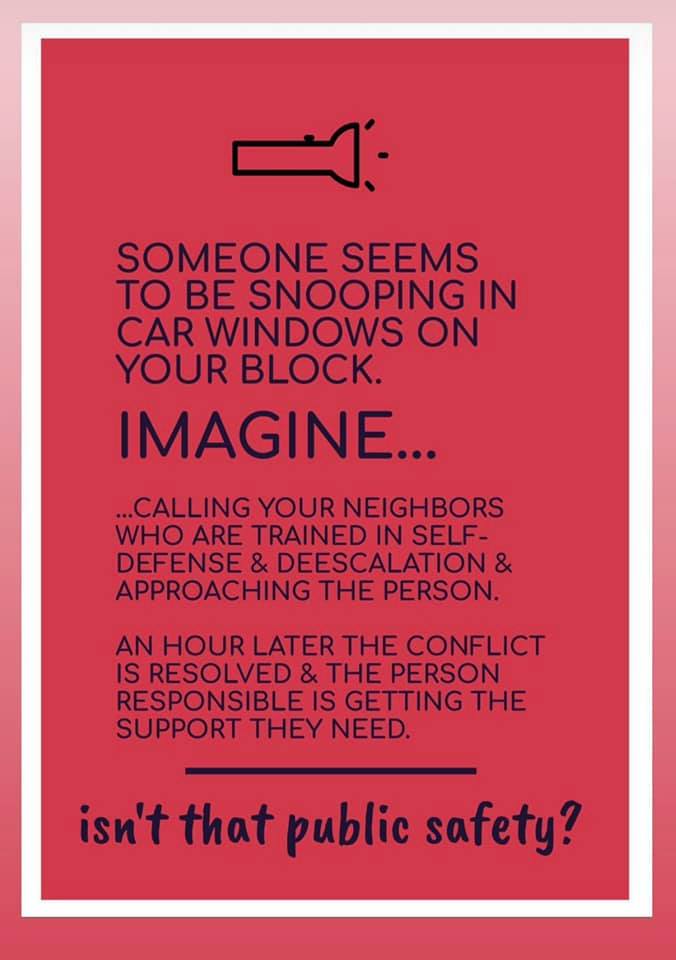 SOMEONE SEEMS
TO BE SNOOPING IN
CAR WINDOWS ON
YOUR BLOCK.
IMAGINE...
...CALLING YOUR NEIGHBORS
WHO ARE TRAINED IN SELF-
DEFENSE & DEESCALATION &
APPROACHING THE PERSON.
AN HOUR LATER THE CONFLICT
IS RESOLVED & THE PERSON
RESPONSIBLE IS GETTING THE
SUPPORT THEY NEED.
isn't that public safety?